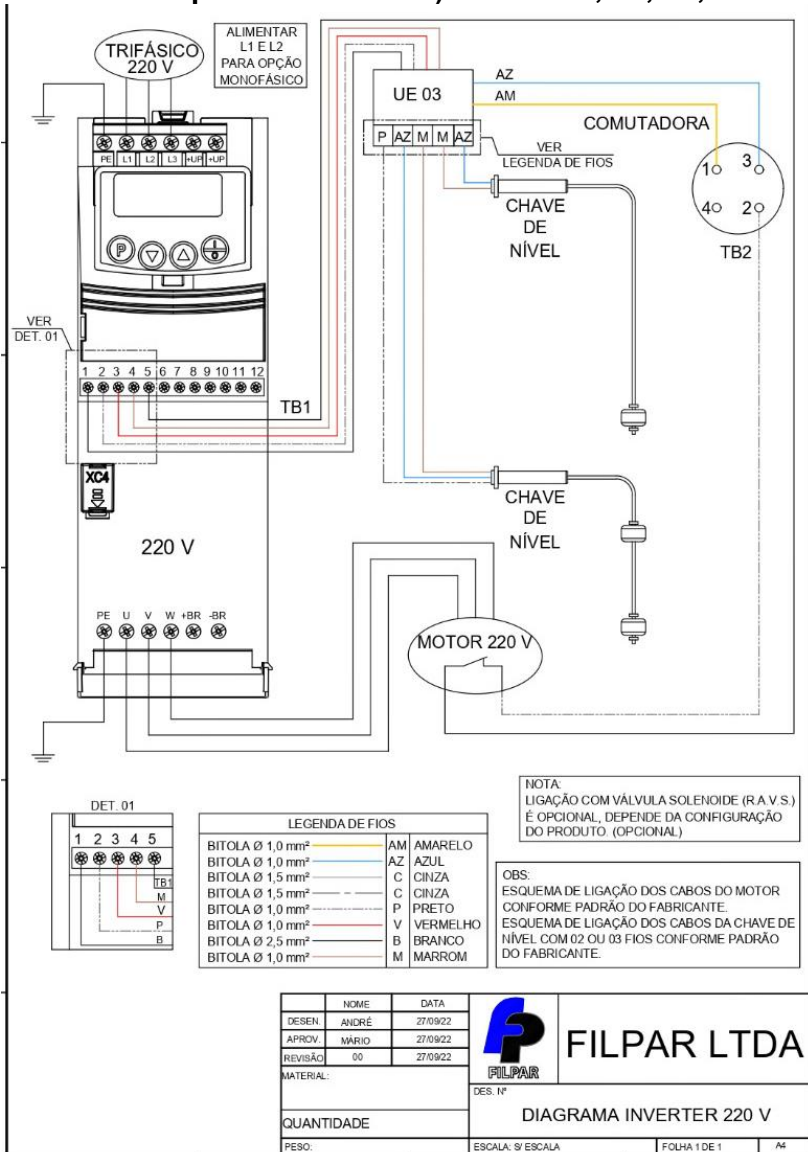 TRIFÁSICO
220 V
ALIMENTAR
L1 E L2
PARA OPÇÃO
MONOFÁSICO
PE L1 L2 L3 +UP +UP
P
I
O
UE 03
P AZ M M AZ
AZ
AM
COMUTADORA
1 3
4 2
TB2
VER
LEGENDA DE FIOS
CHAVE
DE
NÍVEL
VER
DET. 01
1 2 3 4 5 6 7 8 9 10 11 12
TB1
XC4
CHAVE
DE
NÍVEL
220 V
PE U V W +BR -BR
MOTOR 220 V
DET. 01
1 2 3 4 5
TB1
M
V
P
B
LEGENDA DE FIOS
BITOLA Ø 1,0 mm² AM AMARELO
BITOLA Ø 1,0 mm² AZ AZUL
BITOLA Ø 1,5 mm² C CINZA
BITOLA Ø 1,5 mm² C CINZA
BITOLA Ø 1,0 mm² P PRETO
BITOLA Ø 1,0 mm² V VERMELHO
BITOLA Ø 2,5 mm² B BRANCO
BITOLA Ø 1,0 mm² M MARROM
NOTA:
LIGAÇÃO COM VÁLVULA SOLENOIDE (R.A.V.S.)
É OPCIONAL, DEPENDE DA CONFIGURAÇÃO
DO PRODUTO. (OPCIONAL)
OBS:
ESQUEMA DE LIGAÇÃO DOS CABOS DO MOTOR
CONFORME PADRÃO DO FABRICANTE.
ESQUEMA DE LIGAÇÃO DOS CABOS DA CHAVE DE
NÍVEL COM 02 OU 03 FIOS CONFORME PADRÃO
DO FABRICANTE.
NOME DATA
DESEN. ANDRÉ 27/09/22
APROV. MÁRIO 27/09/22
REVISÃO 00 27/09/22
MATERIAL:
QUANTIDADE
PESO:
FILPAR
FILPAR LTDA
DES. Nº
DIAGRAMA INVERTER 220 V
ESCALA: S/ ESCALA FOLHA 1 DE 1 A4